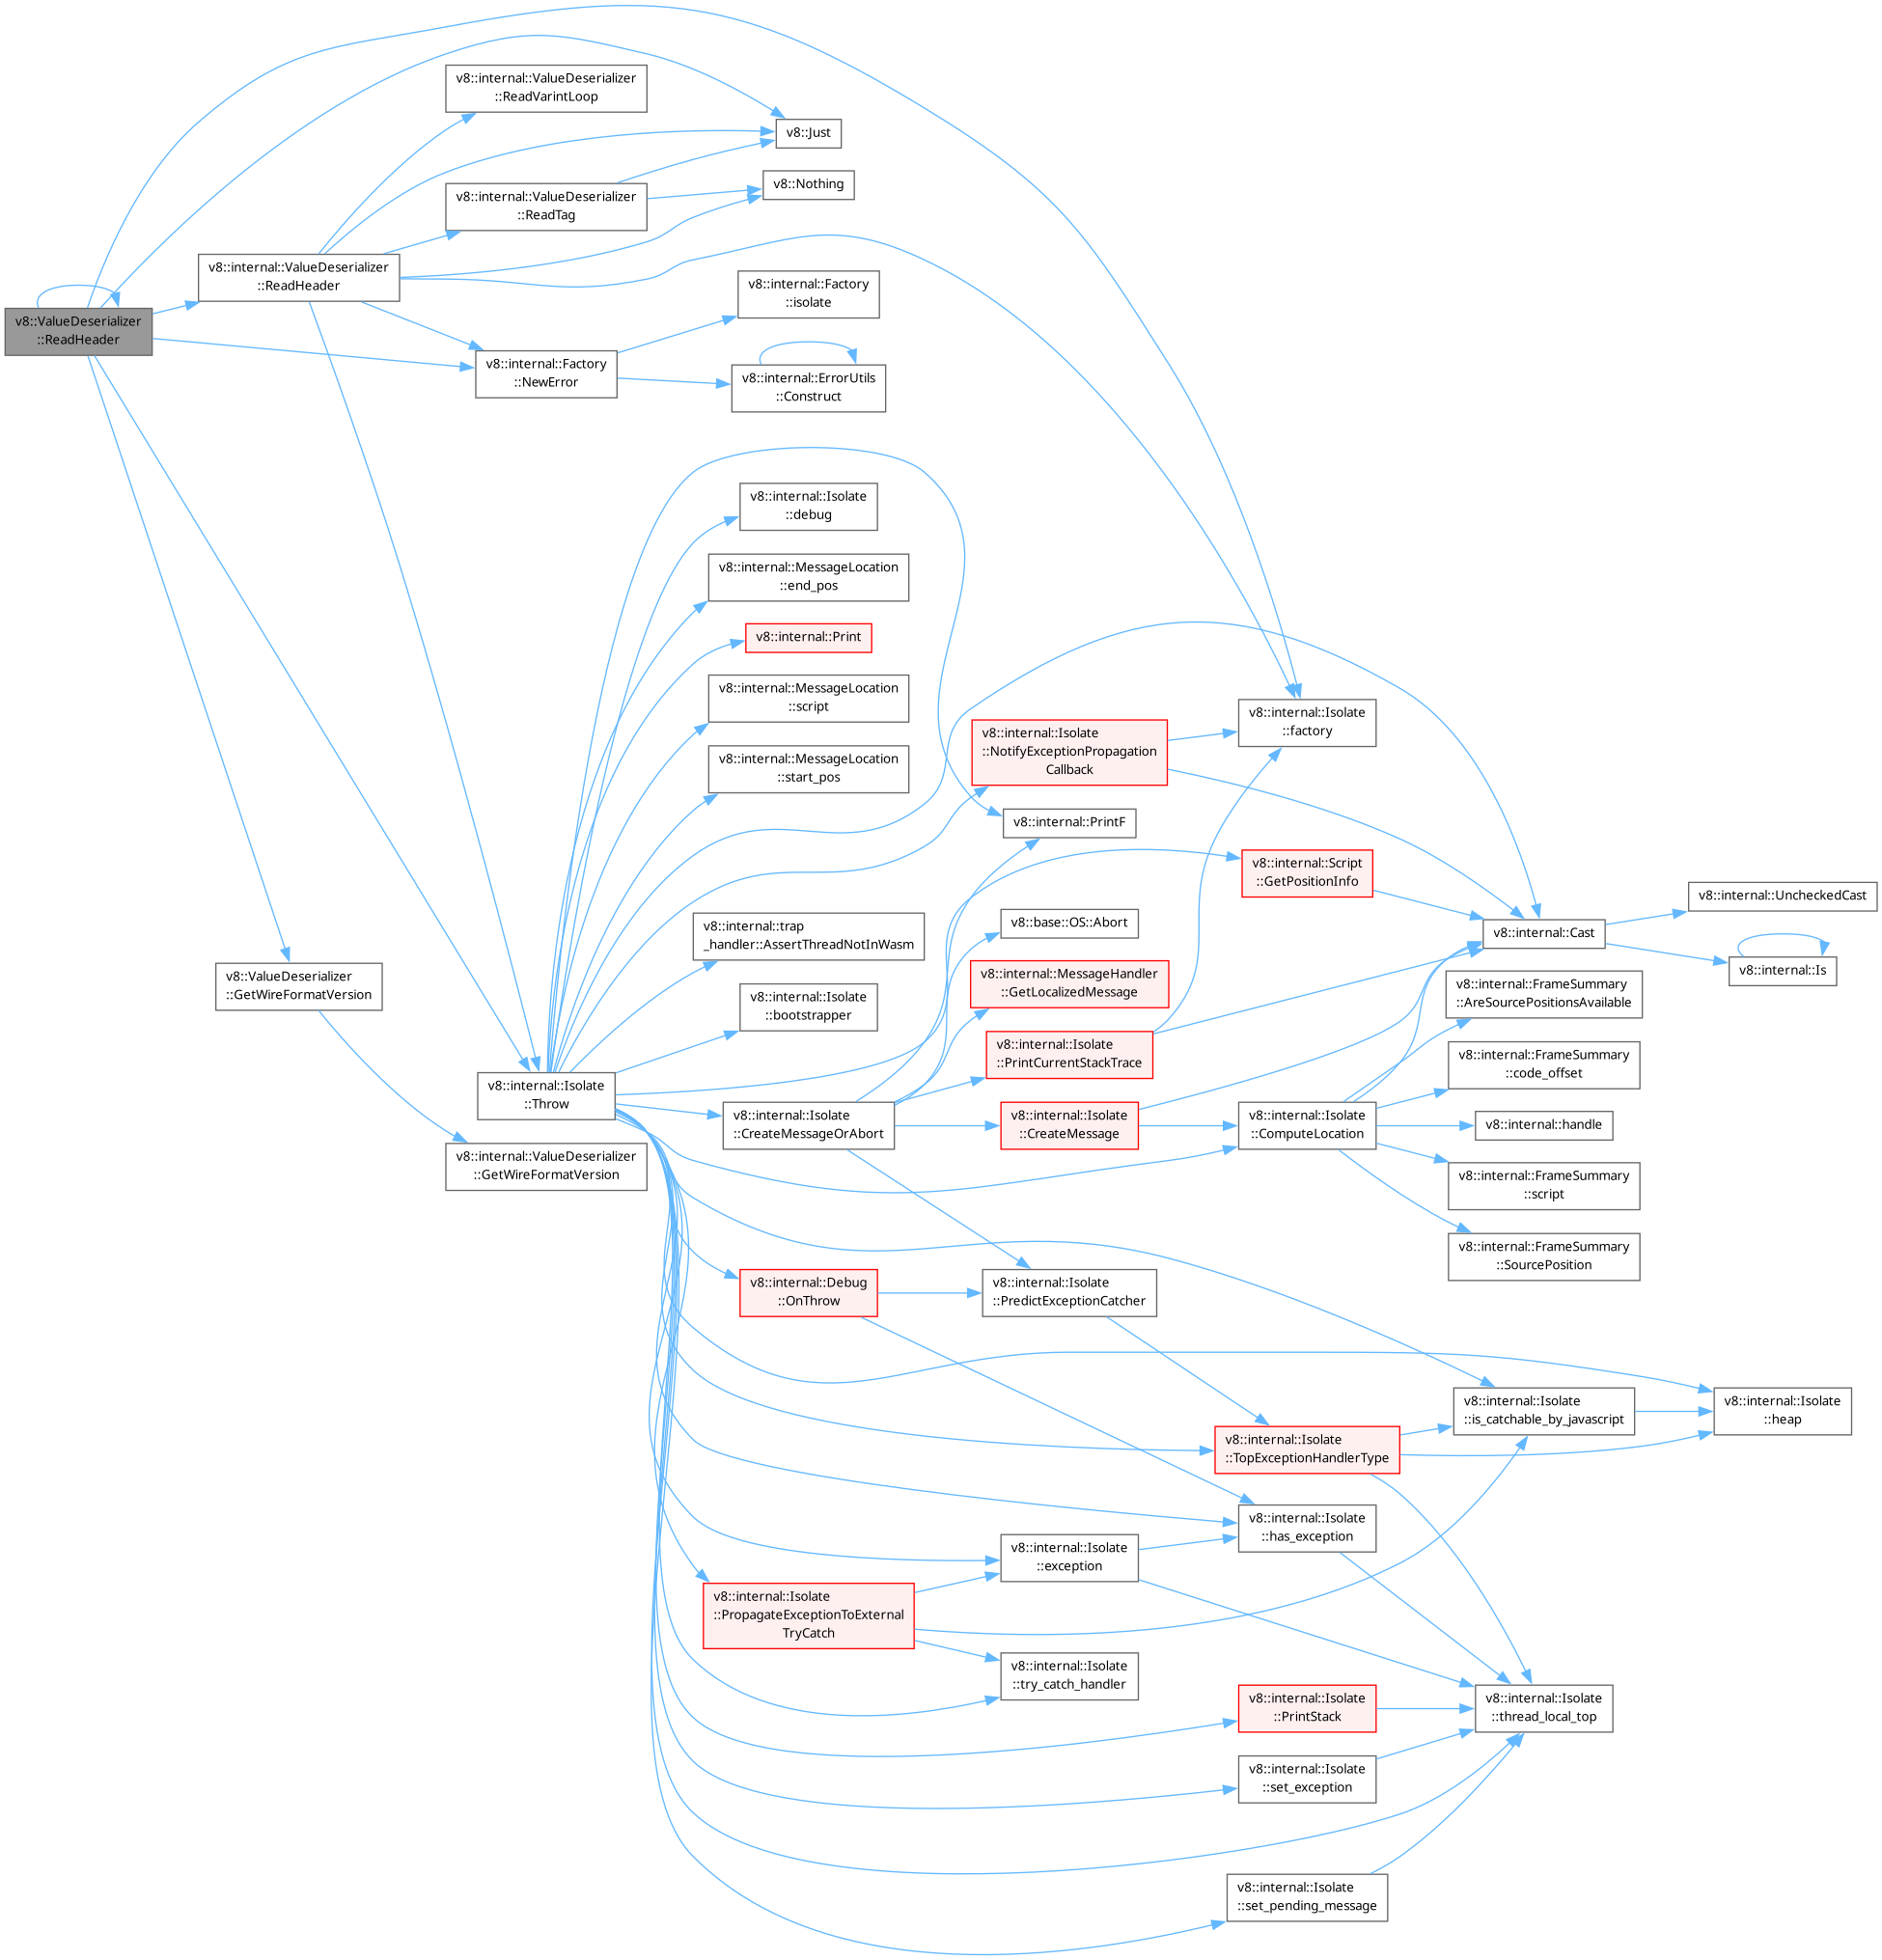 v8::internal::ValueDeserializer
::ReadVarintLoop
v8::Just
v8::Nothing
v8::internal::ValueDeserializer
::ReadTag
v8::internal::ValueDeserializer
::ReadHeader
v8::internal::Factory
::isolate
v8::ValueDeserializer
::ReadHeader
v8::internal::Factory
::NewError
v8::internal::ErrorUtils
::Construct
v8::internal::Isolate
::debug
v8::internal::MessageLocation
::end_pos
v8::internal::Print
v8::internal::MessageLocation
::script
v8::internal::Isolate
::factory
v8::internal::Isolate
::NotifyExceptionPropagation
Callback
v8::internal::MessageLocation
::start_pos
v8::internal::PrintF
v8::internal::Script
::GetPositionInfo
v8::internal::UncheckedCast
v8::internal::trap
_handler::AssertThreadNotInWasm
v8::base::OS::Abort
v8::internal::Cast
v8::internal::Is
v8::ValueDeserializer
::GetWireFormatVersion
v8::internal::MessageHandler
::GetLocalizedMessage
v8::internal::FrameSummary
::AreSourcePositionsAvailable
v8::internal::Isolate
::bootstrapper
v8::internal::Isolate
::PrintCurrentStackTrace
v8::internal::FrameSummary
::code_offset
v8::internal::Isolate
::Throw
v8::internal::Isolate
::CreateMessageOrAbort
v8::internal::Isolate
::CreateMessage
v8::internal::Isolate
::ComputeLocation
v8::internal::handle
v8::internal::ValueDeserializer
::GetWireFormatVersion
v8::internal::FrameSummary
::script
v8::internal::FrameSummary
::SourcePosition
v8::internal::Debug
::OnThrow
v8::internal::Isolate
::PredictExceptionCatcher
v8::internal::Isolate
::is_catchable_by_javascript
v8::internal::Isolate
::heap
v8::internal::Isolate
::TopExceptionHandlerType
v8::internal::Isolate
::has_exception
v8::internal::Isolate
::exception
v8::internal::Isolate
::PropagateExceptionToExternal
TryCatch
v8::internal::Isolate
::try_catch_handler
v8::internal::Isolate
::PrintStack
v8::internal::Isolate
::thread_local_top
v8::internal::Isolate
::set_exception
v8::internal::Isolate
::set_pending_message